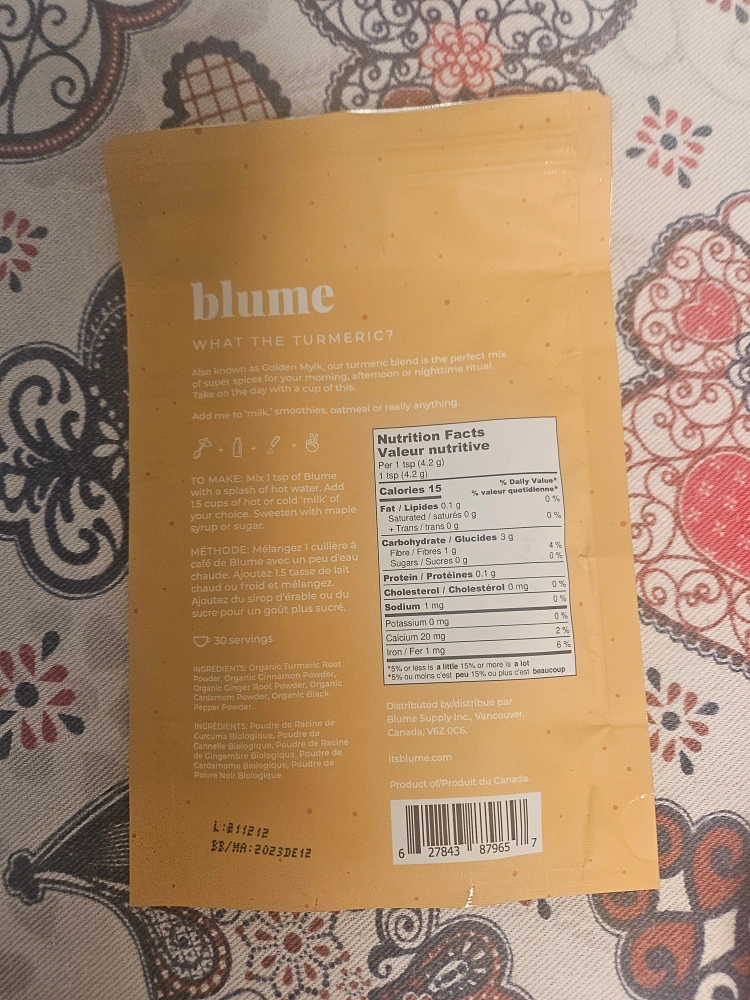 blume
WHAT THE TURMERIC?
Also known as Golden Mylk, our turmeric blend is the perfect mix
of super spices for your morning, afternoon or nighttime ritual.
Take on the day with a cup of this.
Add me to 'milk,' smoothies, oatmeal or really anything.
+ + =
TO MAKE: Mix 1 tsp of Blume
with a splash of hot water. Add
1.5 cups of hot or cold 'milk' of
your choice. Sweeten with maple
syrup or sugar.
MÉTHODE: Mélangez 1 cuillère à
café de Blume avec un peu d'eau
chaude. Ajoutez 1.5 tasse de lait
chaud ou froid et mélangez.
Ajoutez du sirop d'érable ou du
sucre pour un goût plus sucré.
30 servings
INGREDIENTS: Organic Turmeric Root
Powder, Organic Cinnamon Powder,
Organic Ginger Root Powder, Organic
Cardamom Powder, Organic Black
Pepper Powder.
INGRÉDIENTS: Poudre de Racine de
Curcuma Biologique, Poudre de
Cannelle Biologique, Poudre de Racine
de Gingembre Biologique, Poudre de
Cardamome Biologique, Poudre de
Poivre Noir Biologique.
L:211212
BB/MA:2023DE12
Nutrition Facts
Valeur nutritive
Per 1 tsp (4.2 g)
1 tsp (4.2 g)
Calories 15
% Daily Value*
% valeur quotidienne*
Fat / Lipides 0.1 g 0 %
Saturated / saturés 0 g
+ Trans / trans 0 g 0 %
Carbohydrate / Glucides 3 g
Fibre / Fibres 1 g 4 %
Sugars / Sucres 0 g 0 %
Protein / Protéines 0.1 g
Cholesterol / Cholestérol 0 mg 0 %
Sodium 1 mg 0 %
Potassium 0 mg 0 %
Calcium 20 mg 2 %
Iron / Fer 1 mg 6 %
*5% or less is a little 15% or more is a lot
*5% ou moins c'est peu 15% ou plus c'est beaucoup
Distributed by/distribué par
Blume Supply Inc., Vancouver,
Canada, V6Z 0C6.
itsblume.com
Product of/Produit du Canada.
6 27843 87965 7